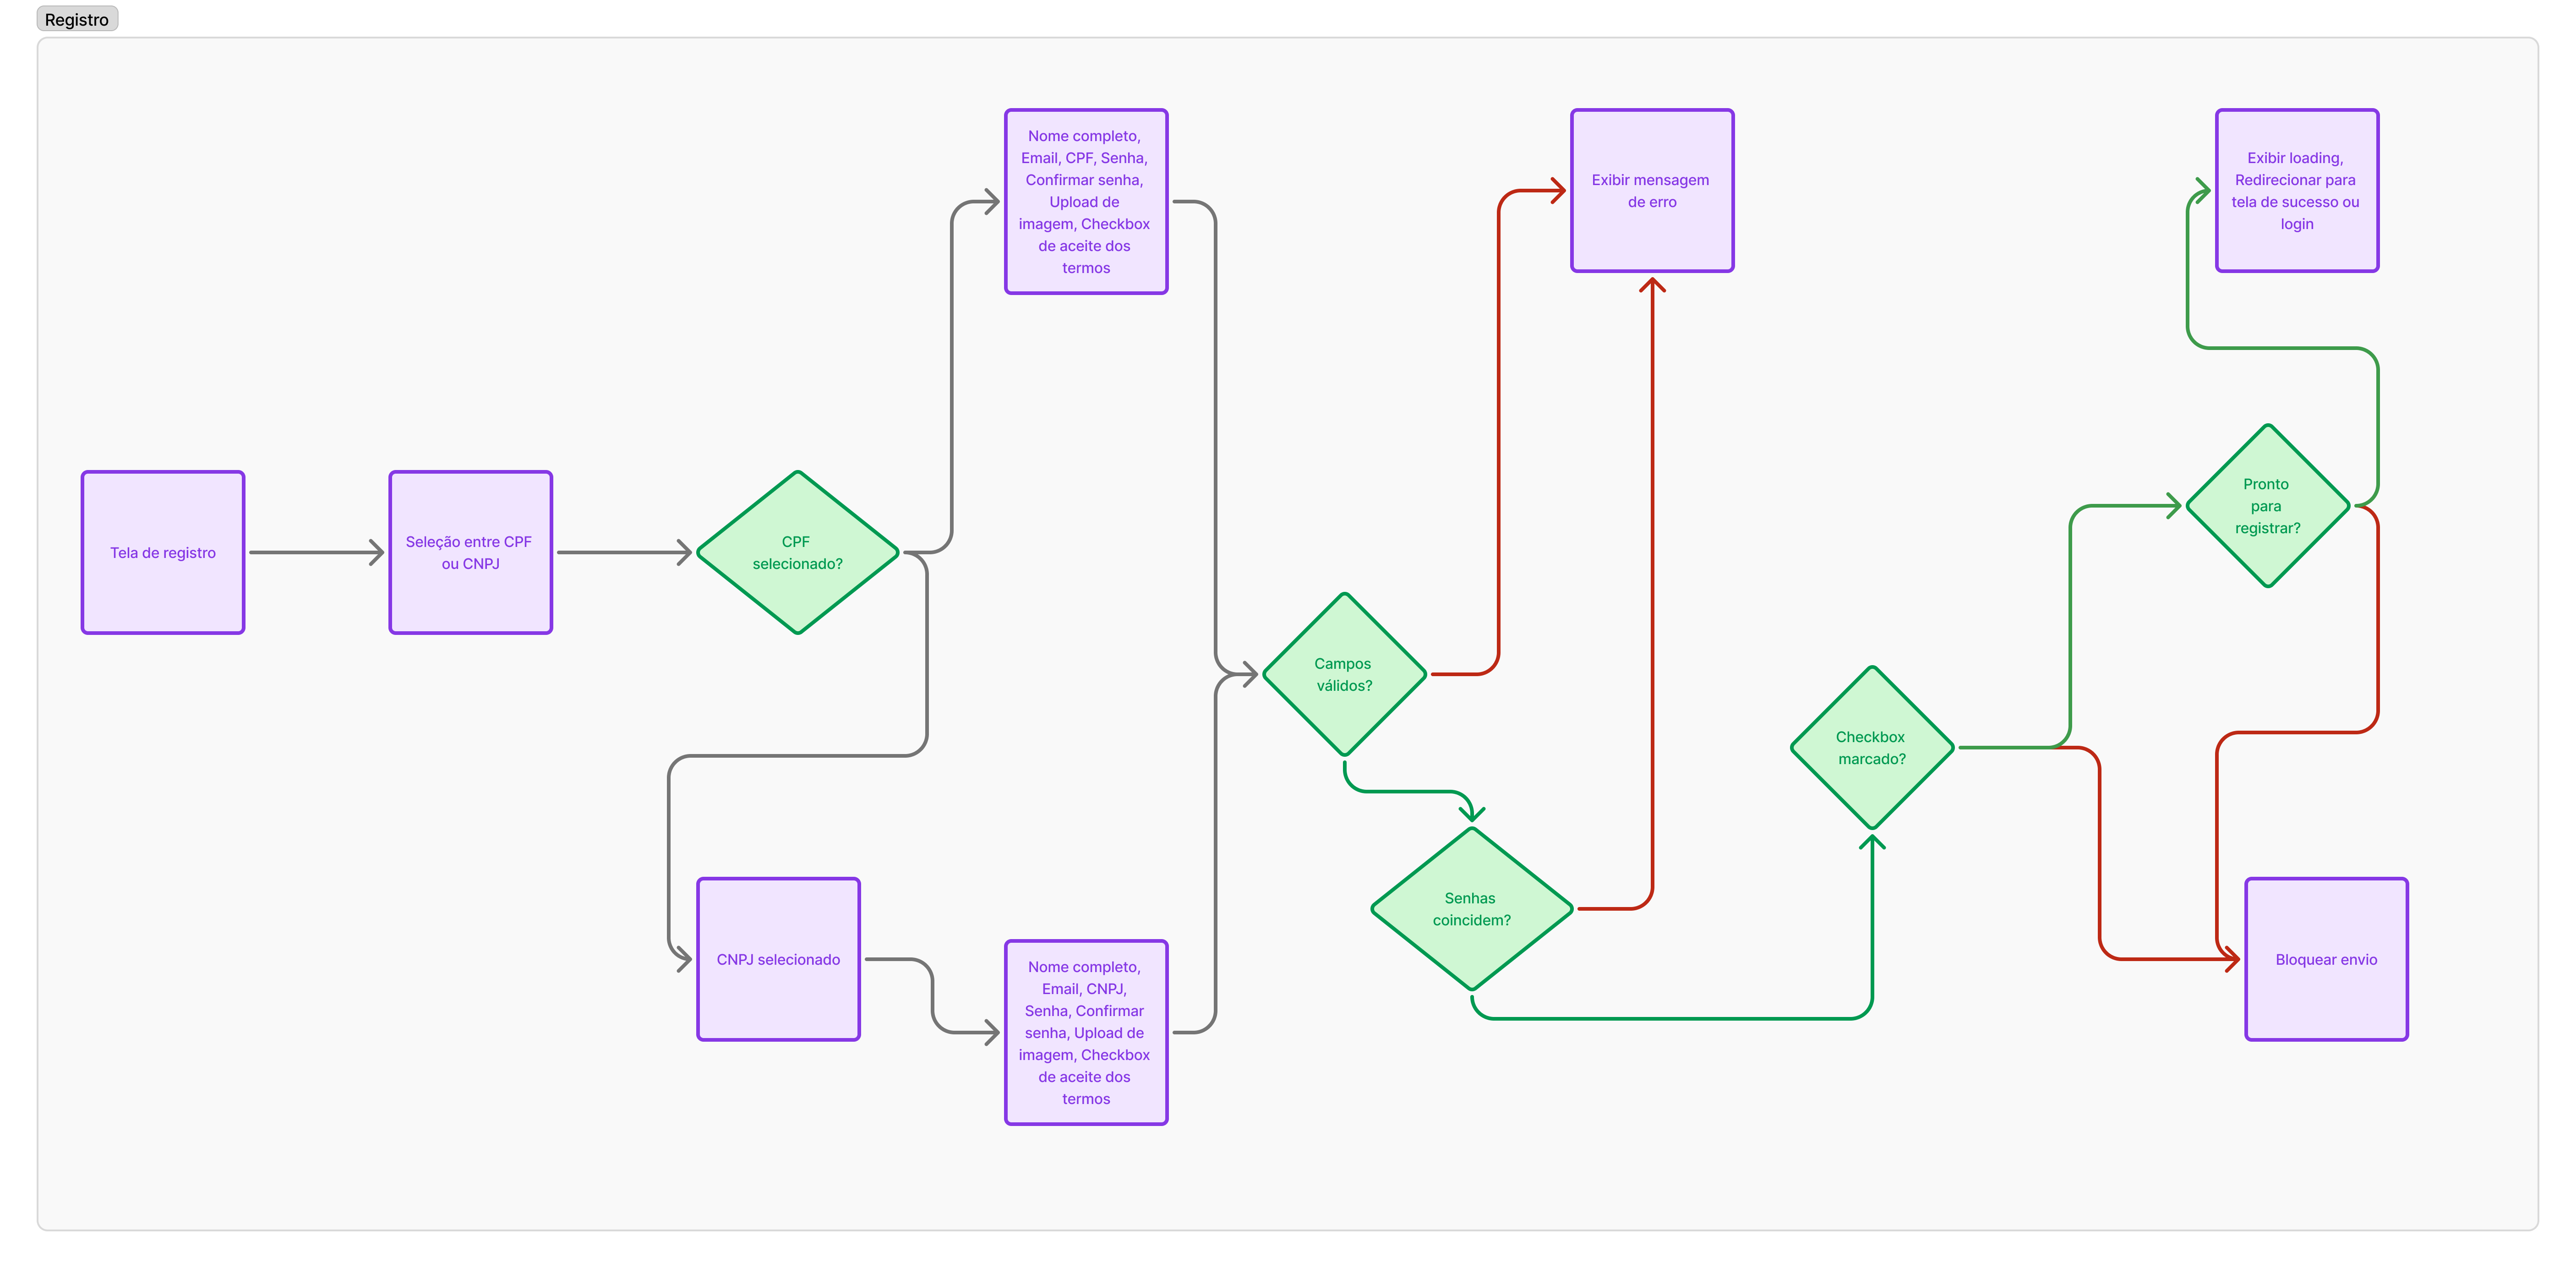 Registro
Tela de registro
Seleção entre CPF
ou CNPJ
CPF
selecionado?
Nome completo,
Email, CPF, Senha,
Confirmar senha,
Upload de
imagem, Checkbox
de aceite dos
termos
CNPJ selecionado
Nome completo,
Email, CNPJ,
Senha, Confirmar
senha, Upload de
imagem, Checkbox
de aceite dos
termos
Campos
válidos?
Exibir mensagem
de erro
Senhas
coincidem?
Checkbox
marcado?
Pronto
para
registrar?
Exibir loading,
Redirecionar para
tela de sucesso ou
login
Bloquear envio